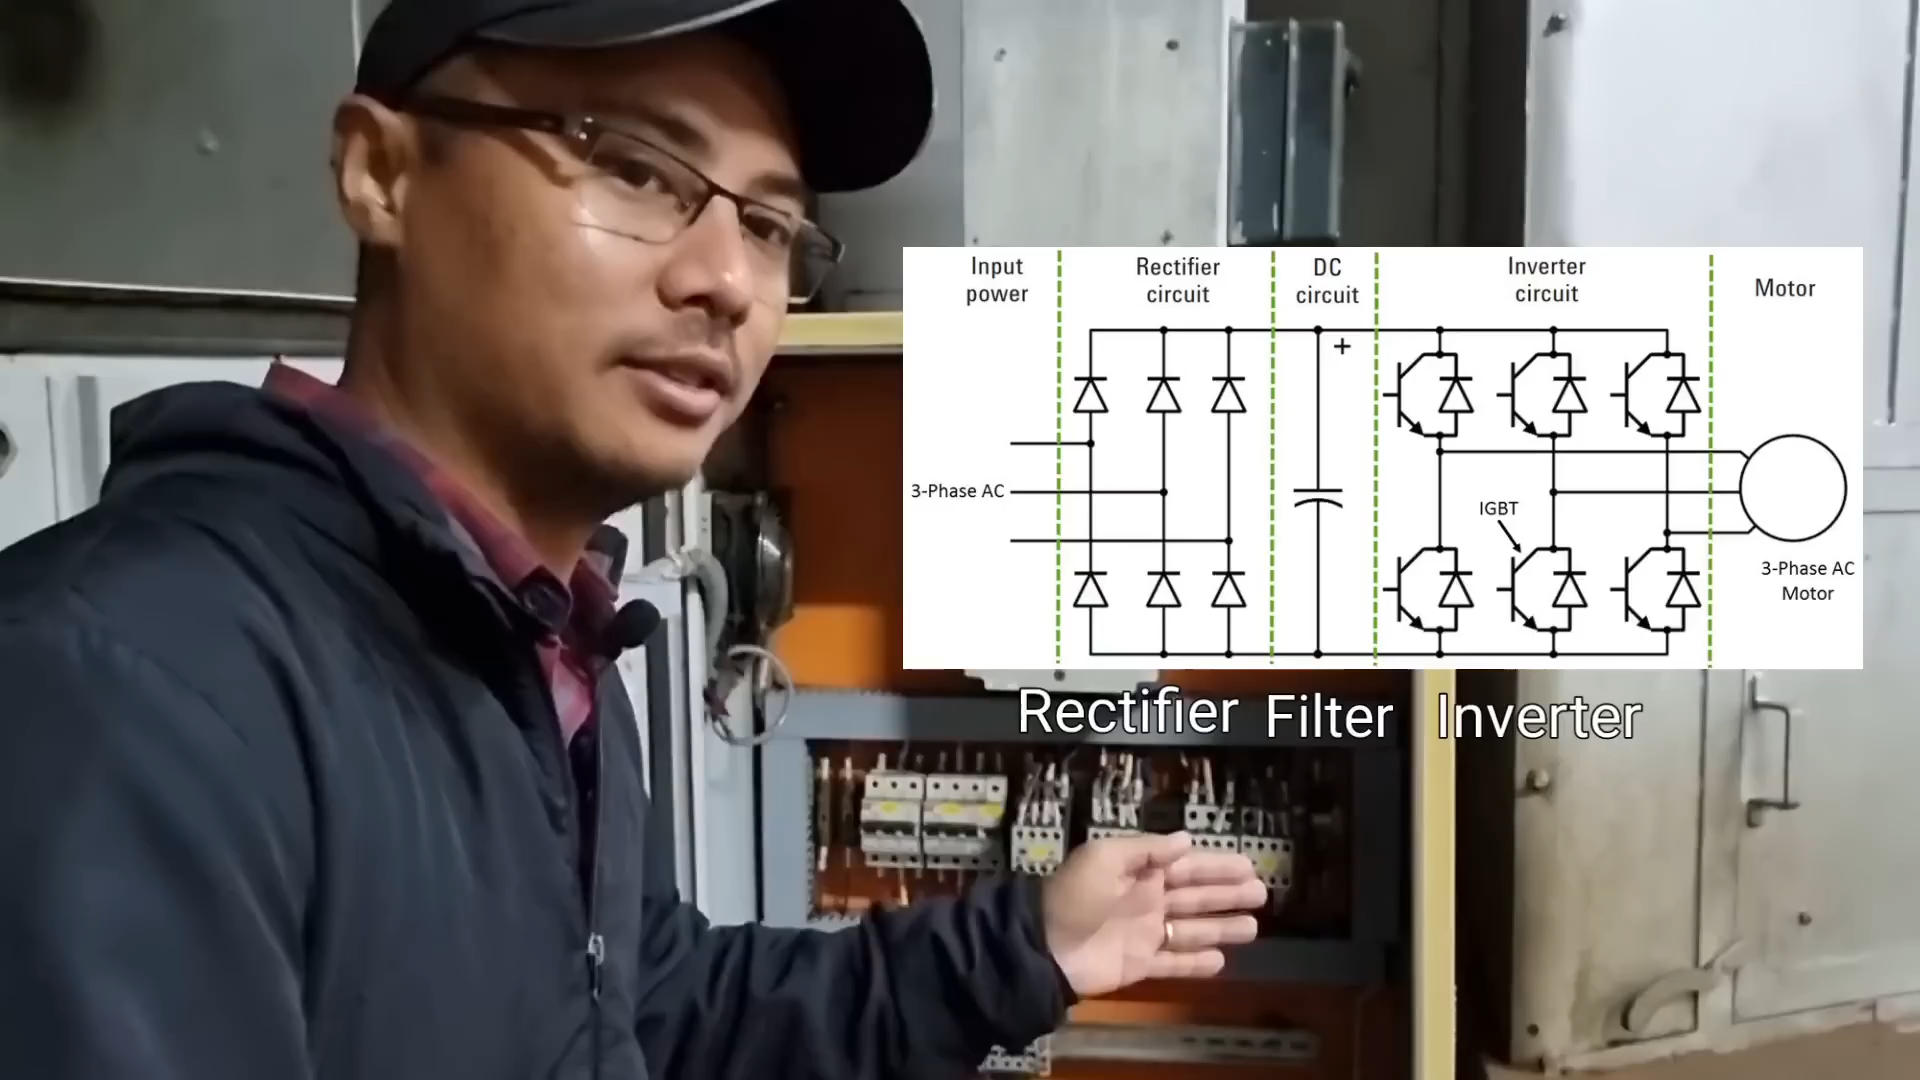 Input
power
Rectifier
circuit
DC
circuit
Inverter
circuit
Motor
+
3-Phase AC
IGBT
3-Phase AC
Motor
Rectifier Filter Inverter